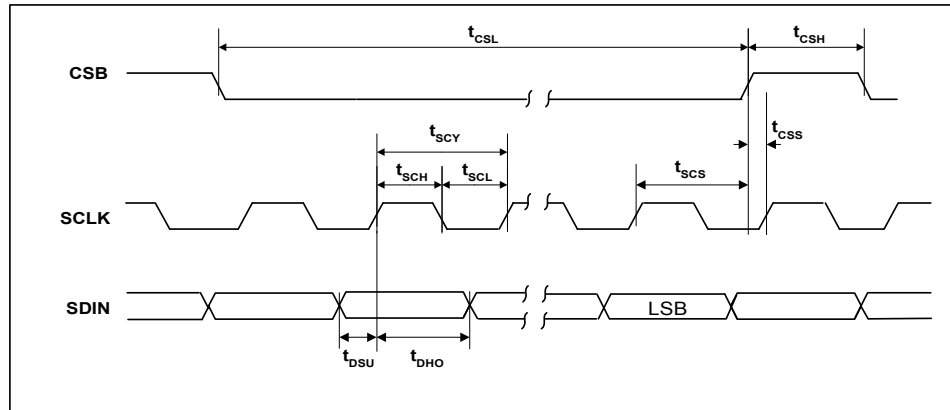 tCSL
tCSH
CSB
tCSS
tSCY
tSCH
tSCL
tSCS
SCLK
SDIN
LSB
tDSU
tDHO